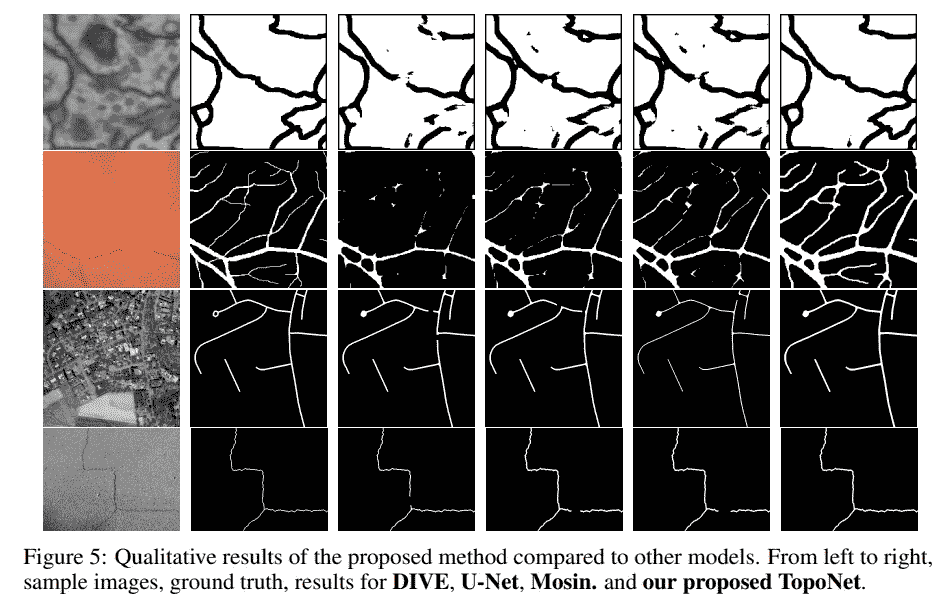 Figure 5: Qualitative results of the proposed method compared to other models. From left to right,
sample images, ground truth, results for DIVE, U-Net, Mosin. and our proposed TopoNet.